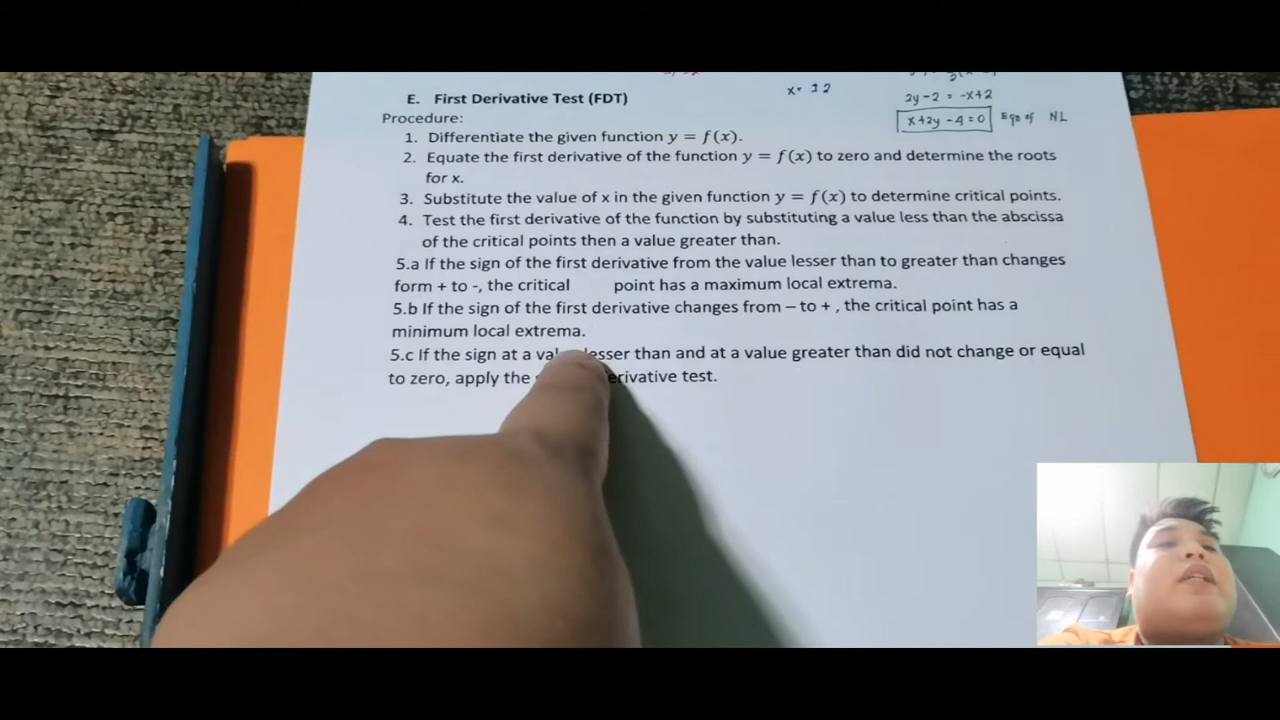 x = ±2
2y-2 = -x+2
E. First Derivative Test (FDT)
x+2y-4=0 Eqn of NL
Procedure:
1. Differentiate the given function y = f(x).
2. Equate the first derivative of the function y = f(x) to zero and determine the roots
for x.
3. Substitute the value of x in the given function y = f(x) to determine critical points.
4. Test the first derivative of the function by substituting a value less than the abscissa
of the critical points then a value greater than.
5.a If the sign of the first derivative from the value lesser than to greater than changes
form + to -, the critical point has a maximum local extrema.
5.b If the sign of the first derivative changes from – to + , the critical point has a
minimum local extrema.
5.c If the sign at a lesser than and at a value greater than did not change or equal
to zero, apply the test.